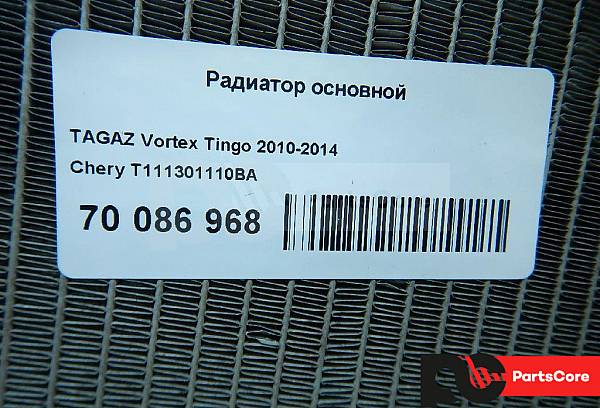 Радиатор основной
TAGAZ Vortex Tingo 2010-2014
Chery T111301110BA
70 086 968
PartsCore